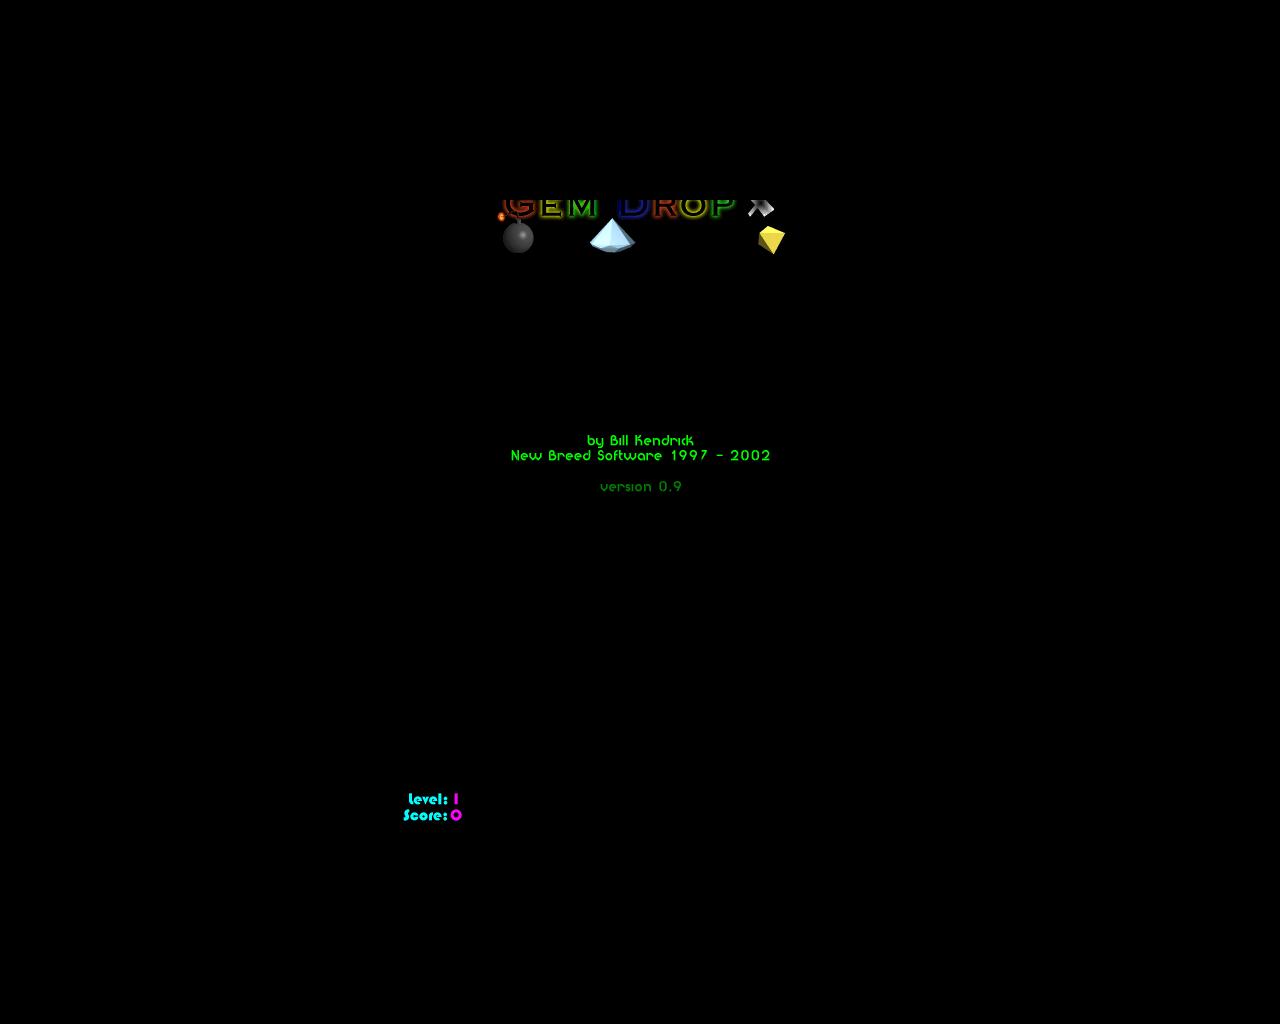 GEM DROP X
by Bill Kendrick
New Breed Software 1997 - 2002
version 0.9
Level: 1
Score: 0